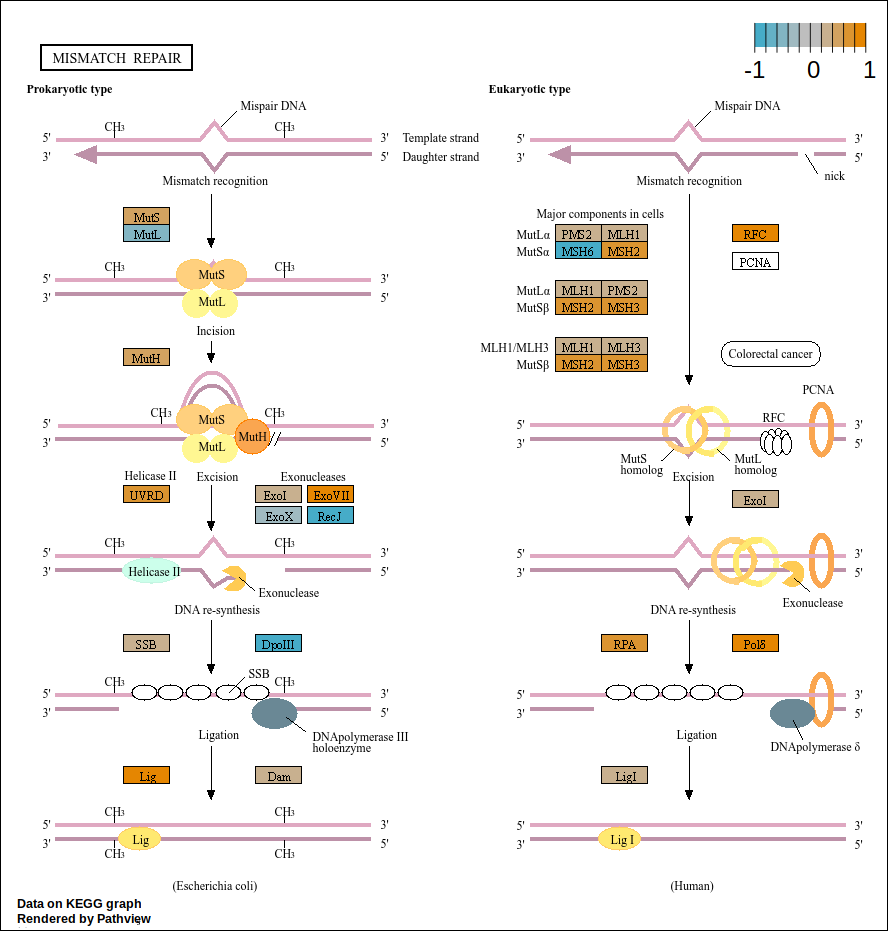 MISMATCH REPAIR
-1 0 1
Prokaryotic type
Eukaryotic type
Mispair DNA
CH3 CH3
5' 3' Template strand
3' 5' Daughter strand
Mismatch recognition
MutS
MutL
CH3 CH3
5' 3'
3' 5'
MutS
MutL
Incision
MutH
CH3 CH3
5' 3'
3' 5'
MutS
MutL
MutH
Helicase II Excision Exonucleases
UVRD ExoI ExoVII
ExoX RecJ
CH3 CH3
5' 3'
3' 5'
Helicase II
Exonuclease
DNA re-synthesis
SSB DpoIII
SSB
CH3 CH3
5' 3'
3' 5'
Ligation
DNApolymerase III
holoenzyme
Lig Dam
CH3 CH3
5' 3'
3' 5'
Lig
CH3 CH3
(Escherichia coli)
Mispair DNA
5' 3'
3' 5'
nick
Mismatch recognition
Major components in cells
MutLα PMS2 MLH1 RFC
MutSα MSH6 MSH2
PCNA
MutLα MLH1 PMS2
MutSβ MSH2 MSH3
MLH1/MLH3 MLH1 MLH3
MutSβ MSH2 MSH3
Colorectal cancer
PCNA
RFC
5' 3'
3' 5'
MutS
homolog
MutL
homolog
Excision
ExoI
5' 3'
3' 5'
Exonuclease
DNA re-synthesis
RPA Polδ
5' 3'
3' 5'
Ligation
DNApolymerase δ
LigI
5' 3'
3' 5'
Lig I
(Human)
Data on KEGG graph
Rendered by Pathview